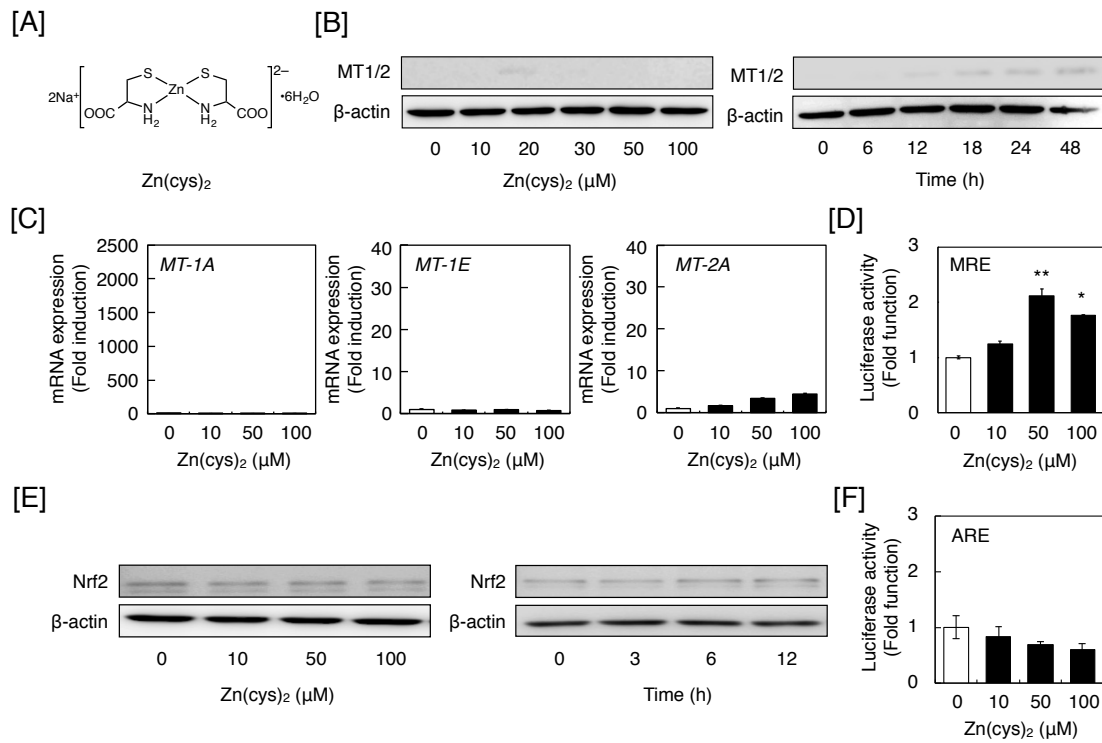 [A]
2Na⁺
S
S
2–
Zn
•6H₂O
OOC
N
H₂
N
H₂
COO
Zn(cys)₂
[B]
MT1/2
β-actin
0 10 20 30 50 100
Zn(cys)₂ (μM)
MT1/2
β-actin
0 6 12 18 24 48
Time (h)
[C]
mRNA expression
(Fold induction)
2500
2000
1500
1000
500
0
MT-1A
0 10 50 100
Zn(cys)₂ (μM)
mRNA expression
(Fold induction)
40
20
0
MT-1E
0 10 50 100
Zn(cys)₂ (μM)
mRNA expression
(Fold induction)
40
20
0
MT-2A
0 10 50 100
Zn(cys)₂ (μM)
[D]
Luciferase activity
(Fold function)
3
2
1
0
MRE
**
*
0 10 50 100
Zn(cys)₂ (μM)
[E]
Nrf2
β-actin
0 10 50 100
Zn(cys)₂ (μM)
Nrf2
β-actin
0 3 6 12
Time (h)
[F]
Luciferase activity
(Fold function)
3
2
1
0
ARE
0 10 50 100
Zn(cys)₂ (μM)